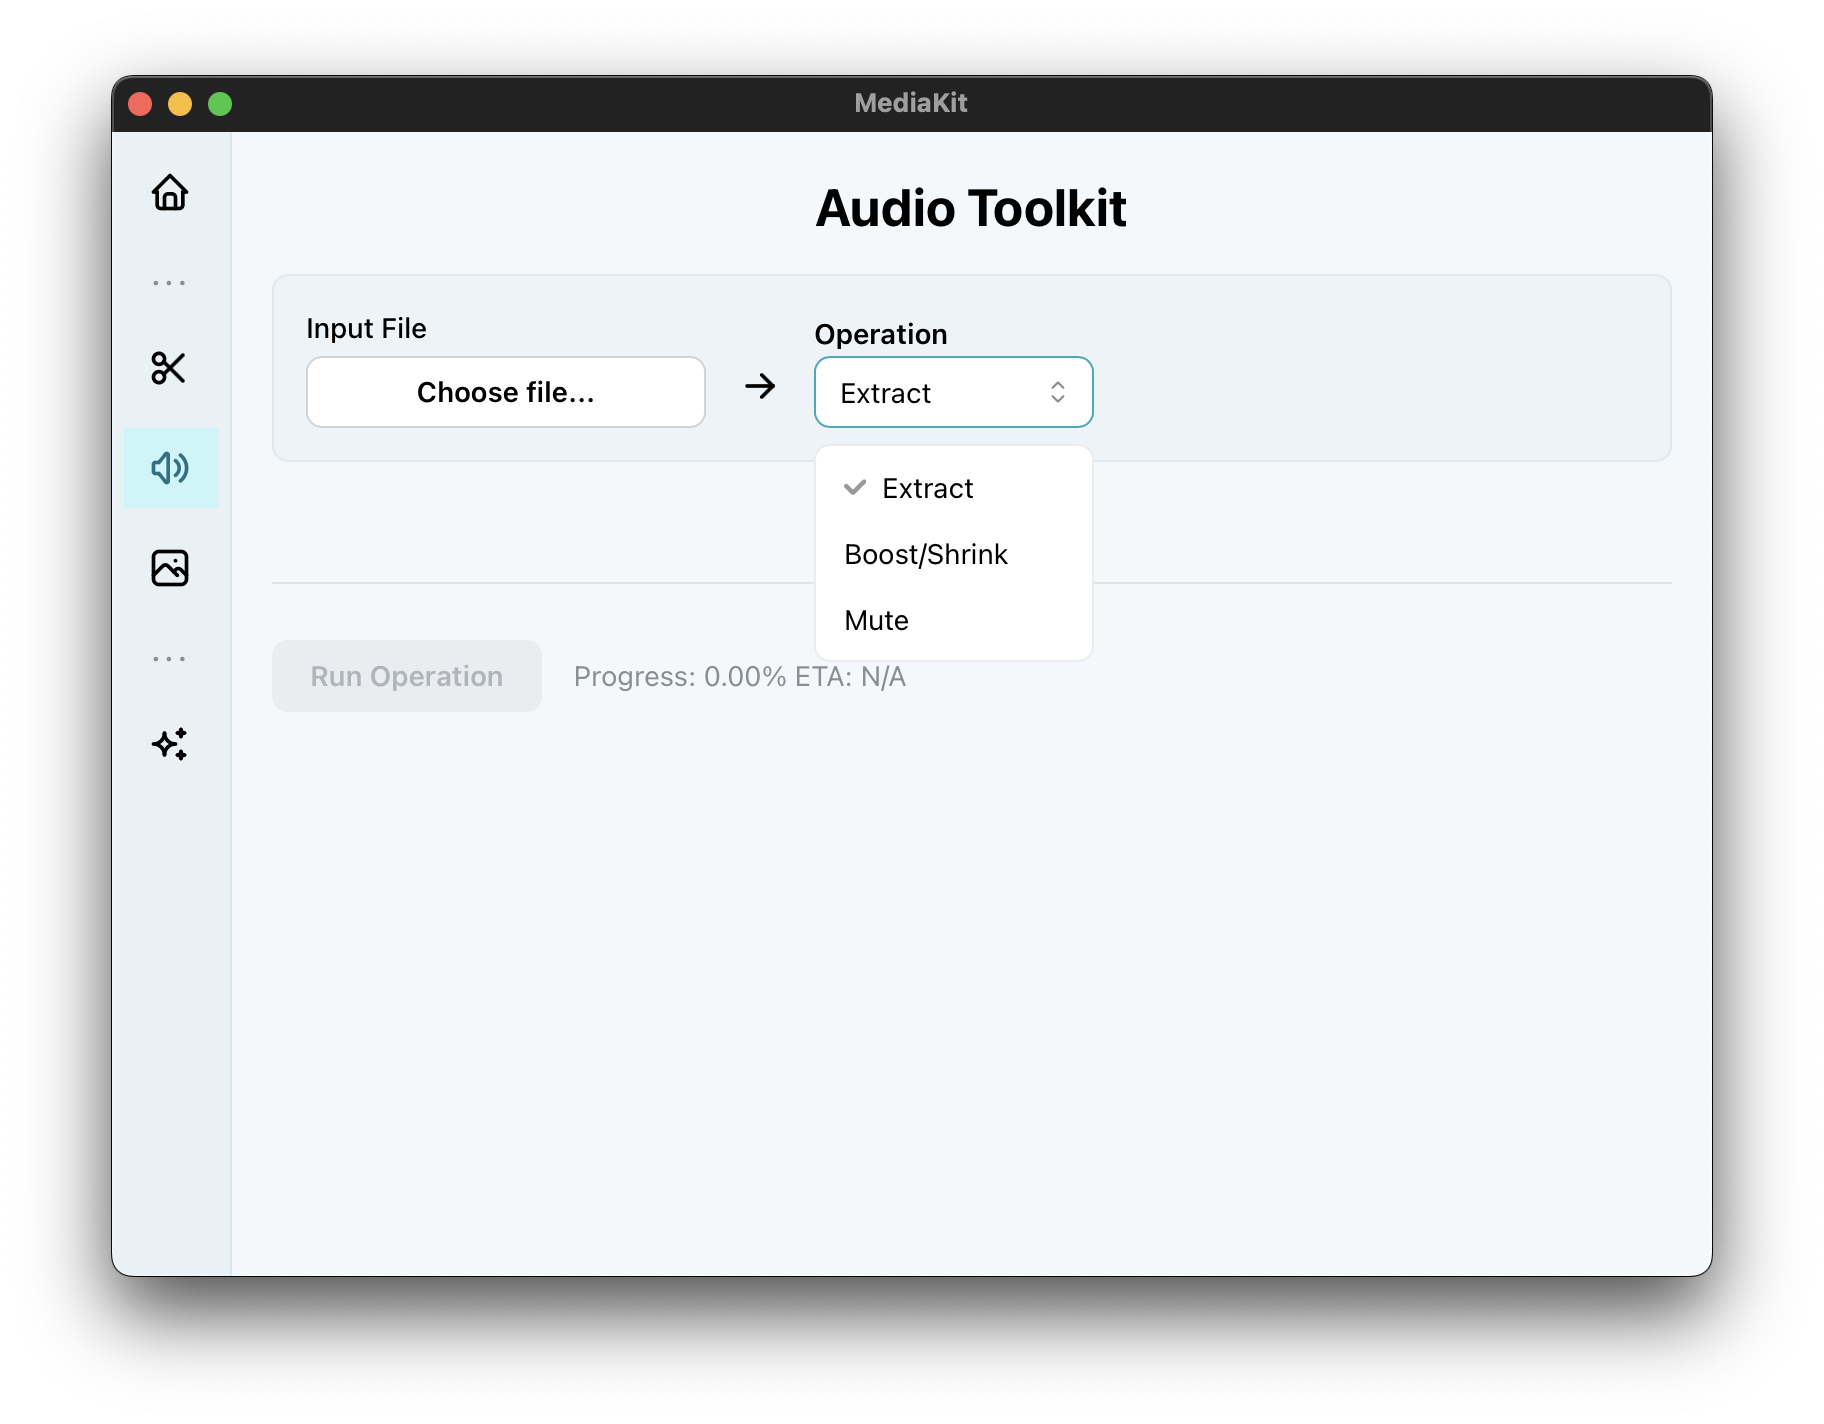 MediaKit
Audio Toolkit
Input File
Choose file...
Operation
Extract
Extract
Boost/Shrink
Mute
Run Operation
Progress: 0.00% ETA: N/A